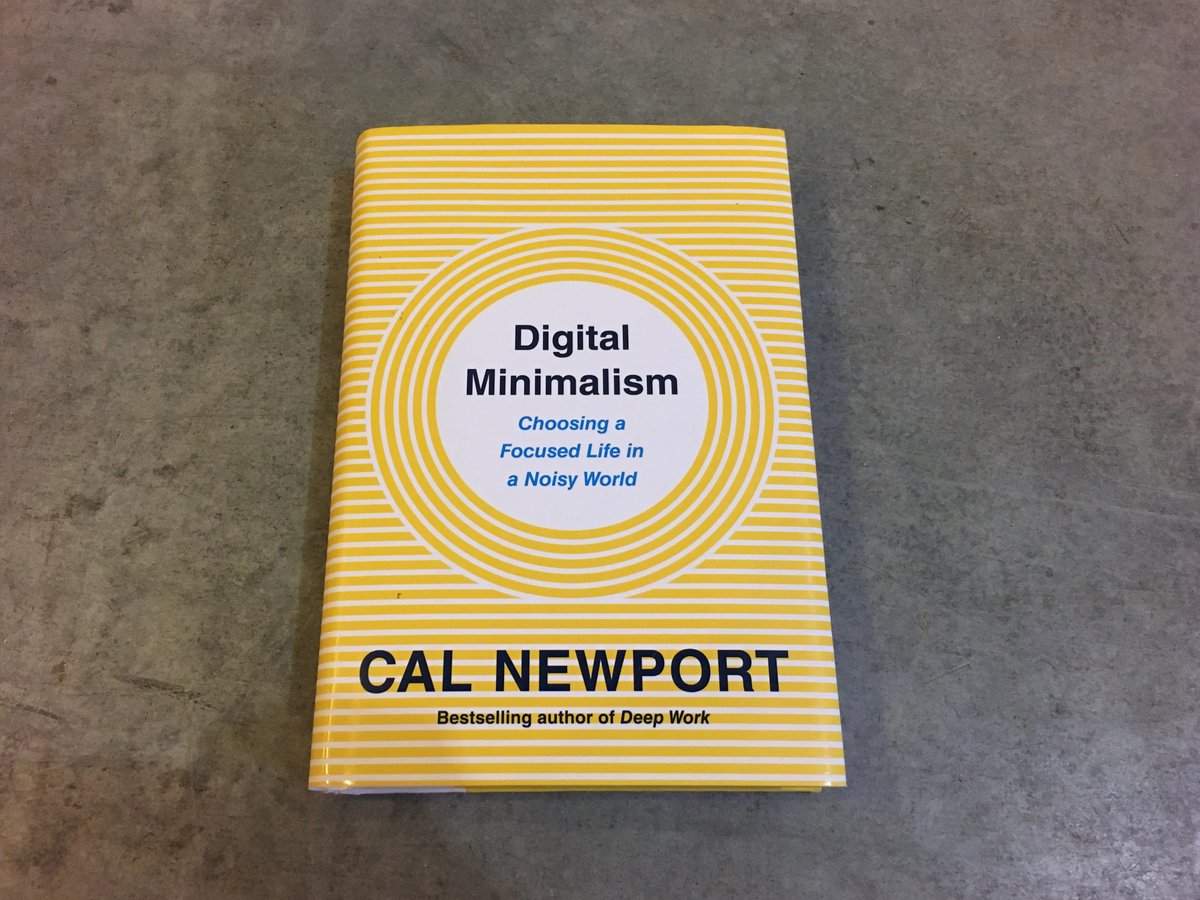 Digital
Minimalism
Choosing a
Focused Life in
a Noisy World
CAL NEWPORT
Bestselling author of Deep Work